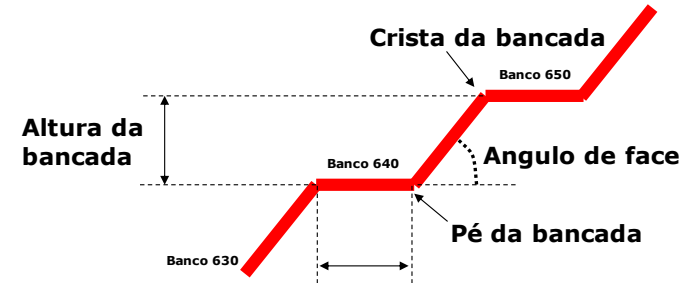 Crista da bancada
Banco 650
Altura da
bancada
Banco 640
Angulo de face
Pé da bancada
Banco 630